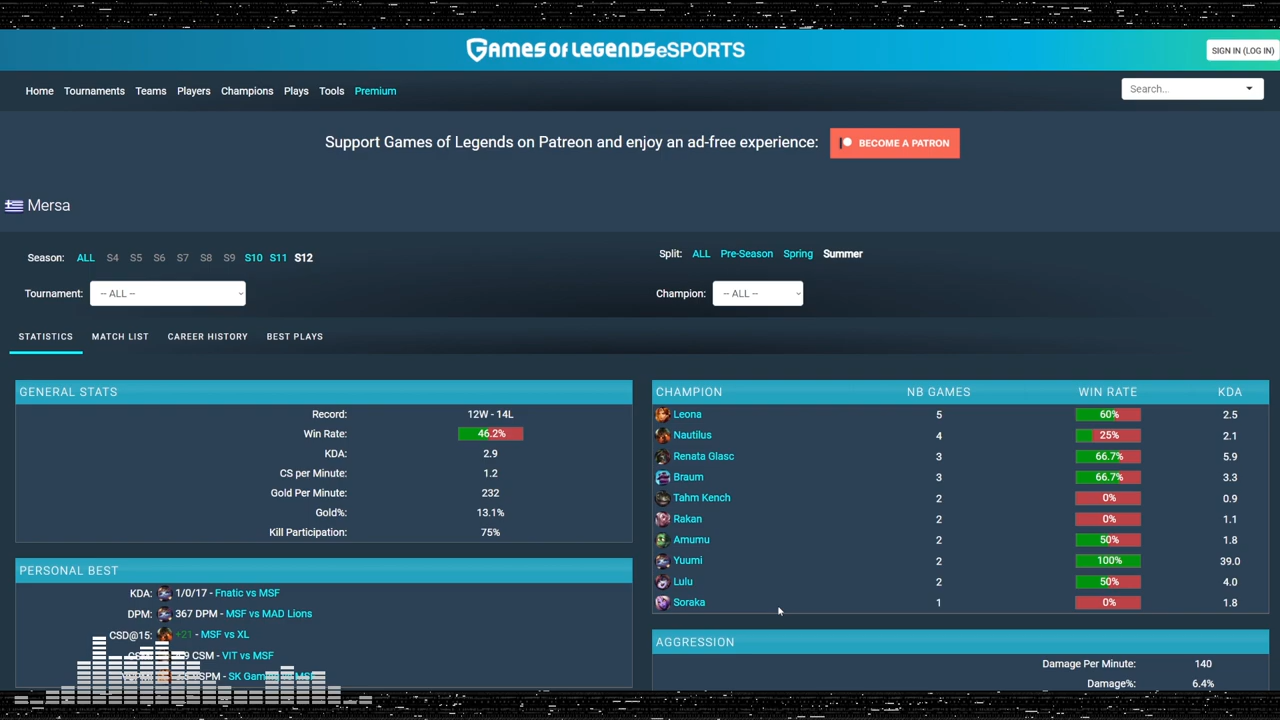 GAMES OF LEGENDS eSPORTS
SIGN IN (LOG IN)
Home Tournaments Teams Players Champions Plays Tools Premium
Search...
Support Games of Legends on Patreon and enjoy an ad-free experience: BECOME A PATRON
Mersa
Season: ALL S4 S5 S6 S7 S8 S9 S10 S11 S12
Split: ALL Pre-Season Spring Summer
Tournament: -- ALL --
Champion: -- ALL --
STATISTICS MATCH LIST CAREER HISTORY BEST PLAYS
GENERAL STATS
Record: 12W - 14L
Win Rate: 46.2%
KDA: 2.9
CS per Minute: 1.2
Gold Per Minute: 232
Gold%: 13.1%
Kill Participation: 75%
PERSONAL BEST
KDA: 1/0/17 - Fnatic vs MSF
DPM: 367 DPM - MSF vs MAD Lions
CSD@15: +21 - MSF vs XL
CSM - VIT vs MSF
VSPM - SK Gaming vs MSF
CHAMPION NB GAMES WIN RATE KDA
Leona 5 60% 2.5
Nautilus 4 25% 2.1
Renata Glasc 3 66.7% 5.9
Braum 3 66.7% 3.3
Tahm Kench 2 0% 0.9
Rakan 2 0% 1.1
Amumu 2 50% 1.8
Yuumi 2 100% 39.0
Lulu 2 50% 4.0
Soraka 1 0% 1.8
AGGRESSION
Damage Per Minute: 140
Damage%: 6.4%